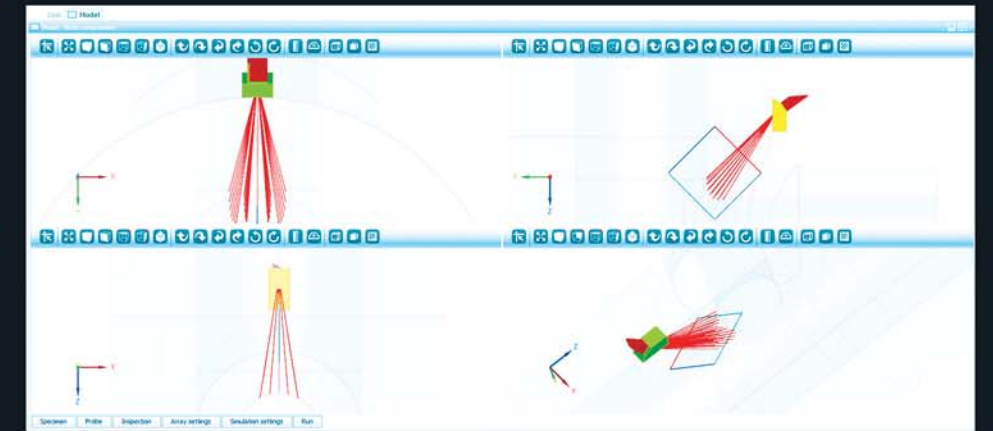 Model
X
Y
Z
X
Z
Z
X
Specimen Probe Inspection Array settings Simulation settings Run